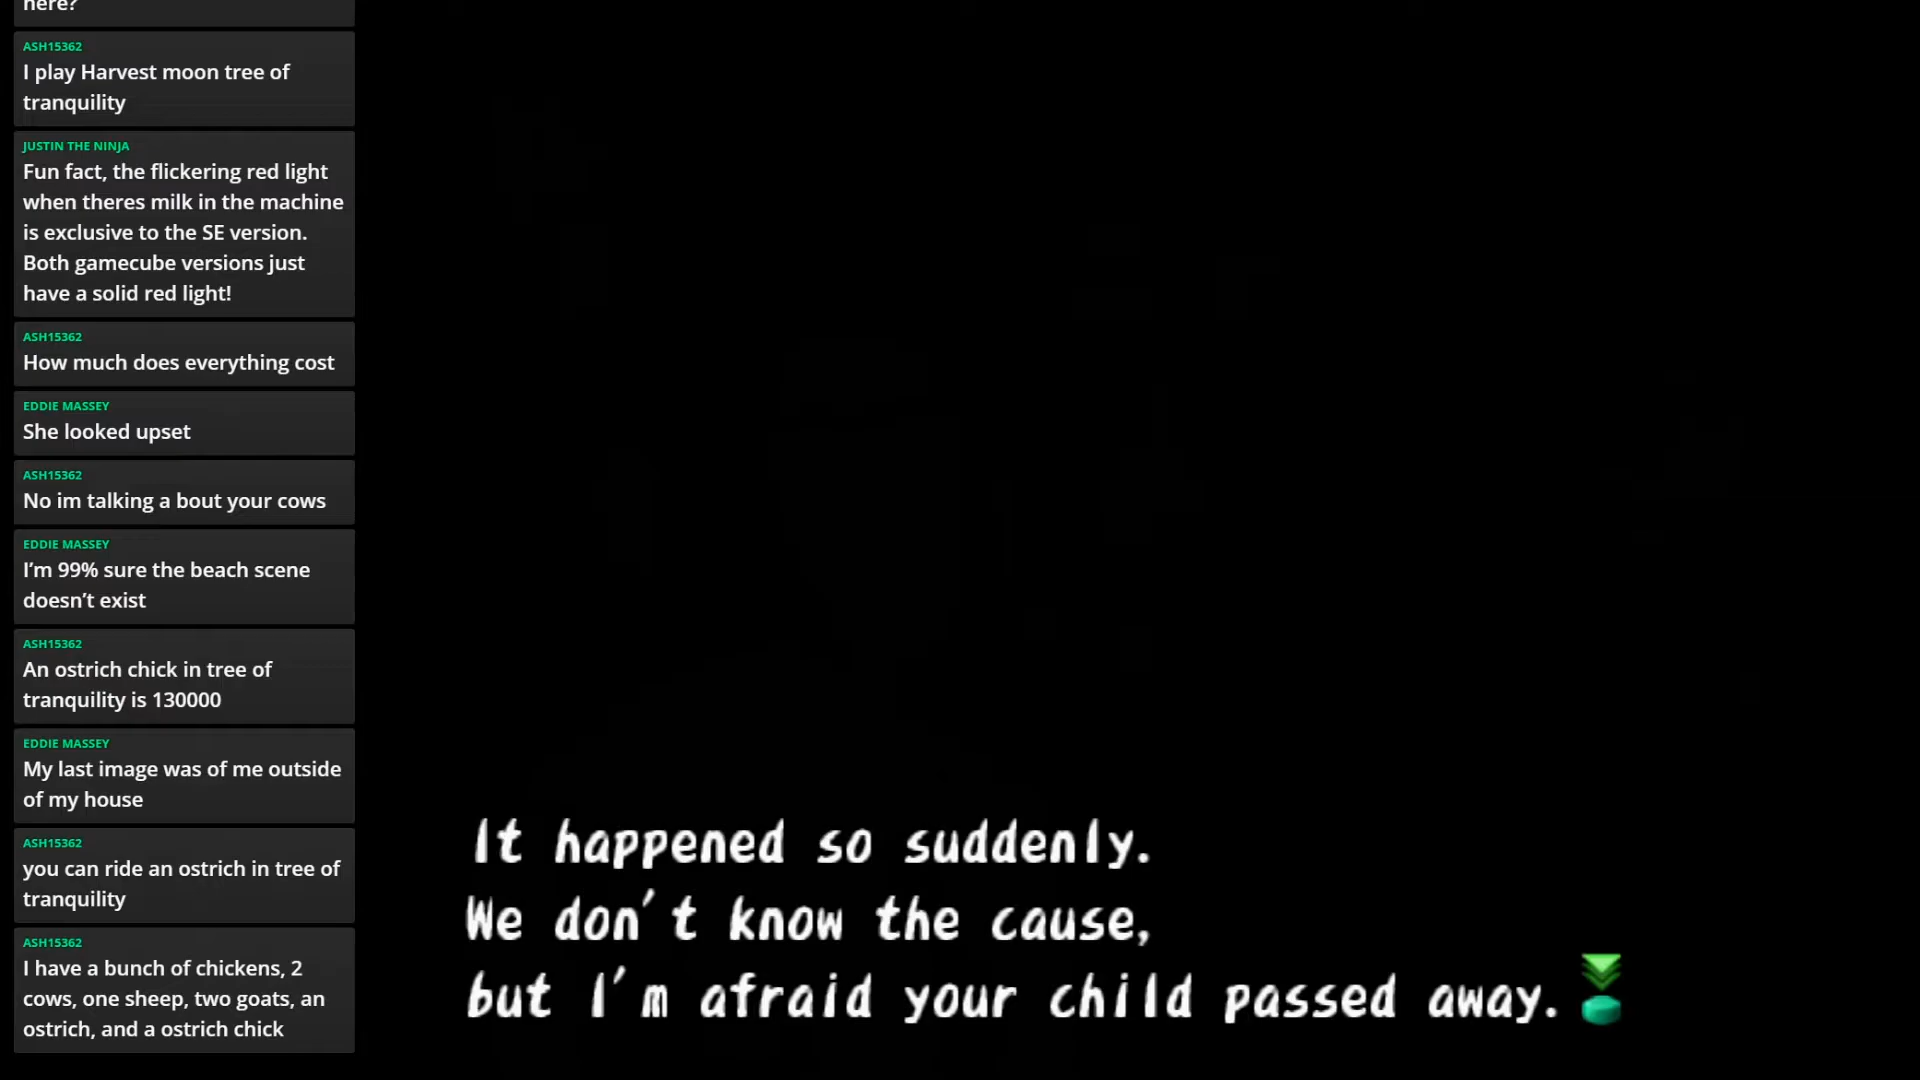 here?
ASH15362
I play Harvest moon tree of
tranquility
JUSTIN THE NINJA
Fun fact, the flickering red light
when theres milk in the machine
is exclusive to the SE version.
Both gamecube versions just
have a solid red light!
ASH15362
How much does everything cost
EDDIE MASSEY
She looked upset
ASH15362
No im talking a bout your cows
EDDIE MASSEY
I’m 99% sure the beach scene
doesn’t exist
ASH15362
An ostrich chick in tree of
tranquility is 130000
EDDIE MASSEY
My last image was of me outside
of my house
ASH15362
you can ride an ostrich in tree of
tranquility
ASH15362
I have a bunch of chickens, 2
cows, one sheep, two goats, an
ostrich, and a ostrich chick
It happened so suddenly.
We don't know the cause,
but I'm afraid your child passed away.